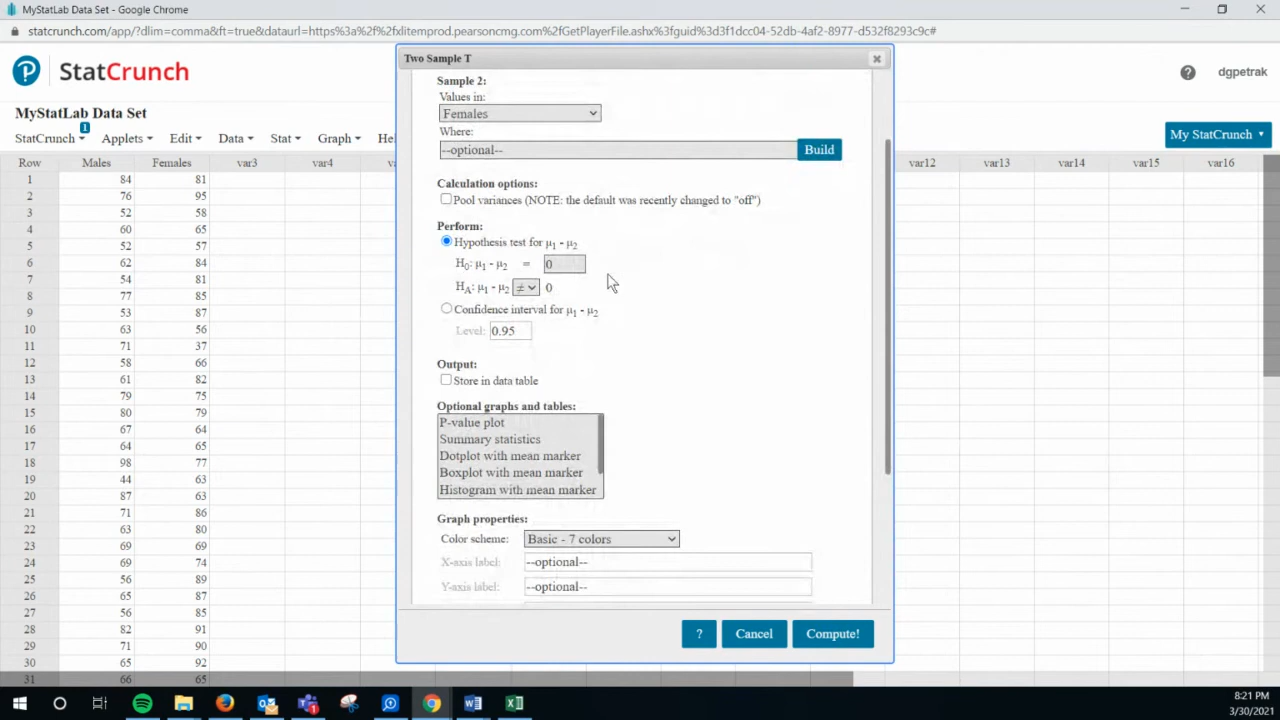 MyStatLab Data Set - Google Chrome
statcrunch.com/app/?dlim=comma&ft=true&dataurl=https%3a%2f%2fxlitemprod.pearsoncmg.com%2fGetPlayerFile.ashx%3fguid%3d3f1dcc04-52db-4af2-8977-d532f8293c9c#
StatCrunch
dgpetrak
MyStatLab Data Set
StatCrunch 1 Applets Edit Data Stat Graph Hel
My StatCrunch
Row Males Females var3 var4 var12 var13 var14 var15 var16
1 84 81
2 76 95
3 52 58
4 60 65
5 52 57
6 62 84
7 54 81
8 77 85
9 53 87
10 63 56
11 71 37
12 58 66
13 61 82
14 79 75
15 80 79
16 67 64
17 64 65
18 98 77
19 44 63
20 87 63
21 71 86
22 63 80
23 69 69
24 69 74
25 56 89
26 65 87
27 56 85
28 82 91
29 71 90
30 65 92
31 66 65
Two Sample T
Sample 2:
Values in:
Females
Where:
--optional-- Build
Calculation options:
Pool variances (NOTE: the default was recently changed to "off")
Perform:
Hypothesis test for μ1 - μ2
H0: μ1 - μ2 = 0
HA: μ1 - μ2 ≠ 0
Confidence interval for μ1 - μ2
Level: 0.95
Output:
Store in data table
Optional graphs and tables:
P-value plot
Summary statistics
Dotplot with mean marker
Boxplot with mean marker
Histogram with mean marker
Graph properties:
Color scheme: Basic - 7 colors
X-axis label: --optional--
Y-axis label: --optional--
? Cancel Compute!
8:21 PM
3/30/2021